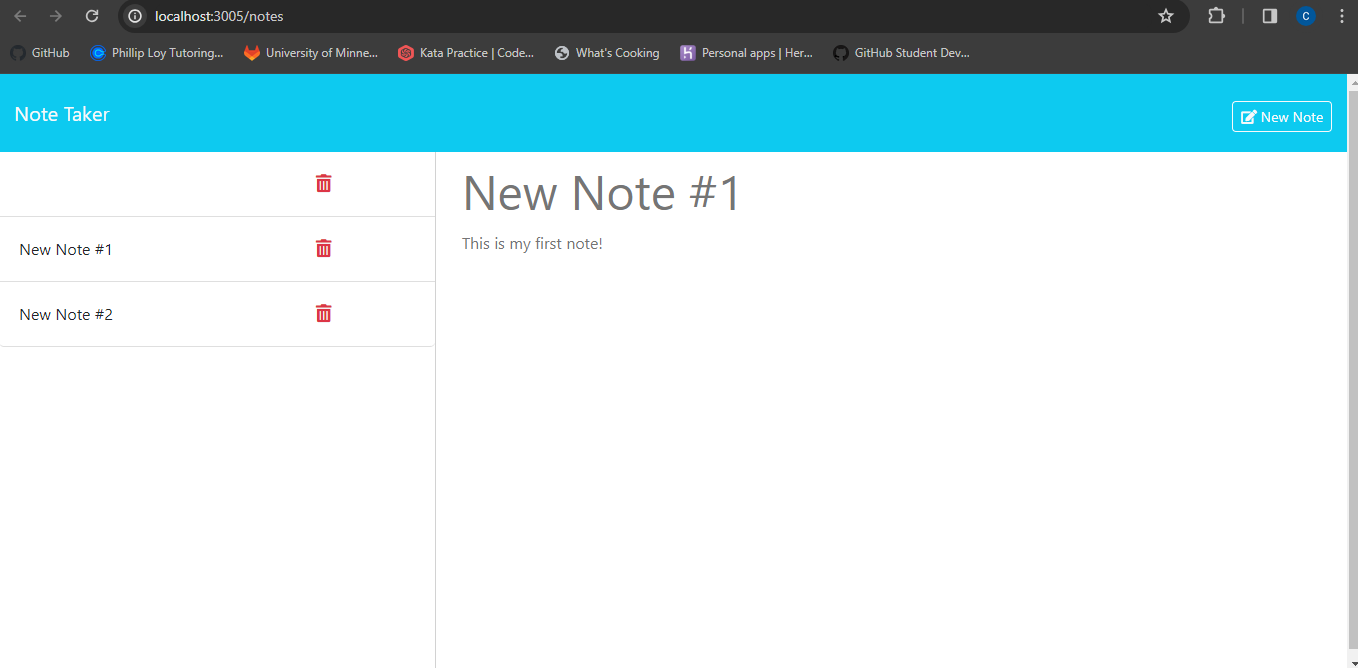 localhost:3005/notes
C
GitHub
Phillip Loy Tutoring...
University of Minne...
Kata Practice | Code...
What's Cooking
Personal apps | Her...
GitHub Student Dev...
Note Taker
New Note
New Note #1
New Note #2
New Note #1
This is my first note!